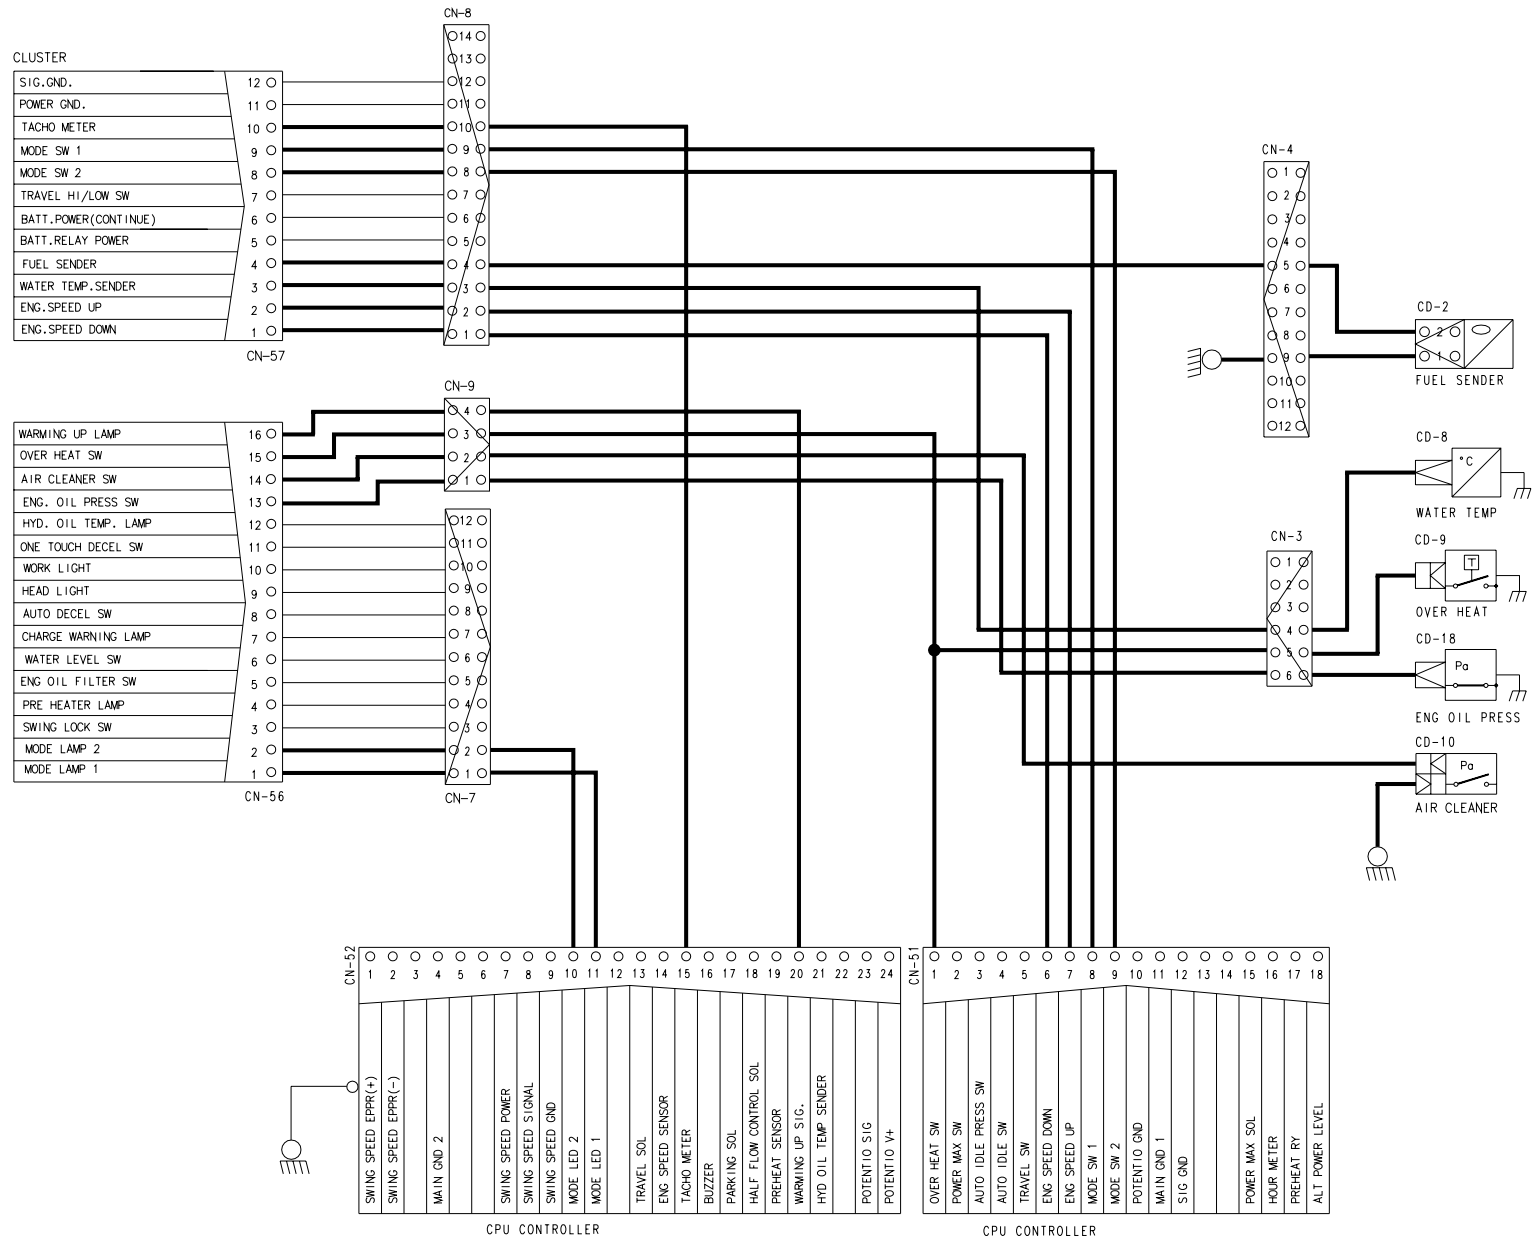 CN-8
14
13
12
11
10
9
8
7
6
5
4
3
2
1
CLUSTER
SIG.GND. 12
POWER GND. 11
TACHO METER 10
MODE SW 1 9
MODE SW 2 8
TRAVEL HI/LOW SW 7
BATT.POWER(CONTINUE) 6
BATT.RELAY POWER 5
FUEL SENDER 4
WATER TEMP.SENDER 3
ENG.SPEED UP 2
ENG.SPEED DOWN 1
CN-57
CN-4
1
2
3
4
5
6
7
8
9
10
11
12
CD-2
2
1
FUEL SENDER
CN-9
4
3
2
1
WARMING UP LAMP 16
OVER HEAT SW 15
AIR CLEANER SW 14
ENG. OIL PRESS SW 13
HYD. OIL TEMP. LAMP 12
ONE TOUCH DECEL SW 11
WORK LIGHT 10
HEAD LIGHT 9
AUTO DECEL SW 8
CHARGE WARNING LAMP 7
WATER LEVEL SW 6
ENG OIL FILTER SW 5
PRE HEATER LAMP 4
SWING LOCK SW 3
MODE LAMP 2 2
MODE LAMP 1 1
CN-56
12
11
10
9
8
7
6
5
4
3
2
1
CN-7
CD-8
°C
WATER TEMP
CN-3
1
2
3
4
5
6
CD-9
T
OVER HEAT
CD-18
Pa
ENG OIL PRESS
CD-10
Pa
AIR CLEANER
CN-52
1 2 3 4 5 6 7 8 9 10 11 12 13 14 15 16 17 18 19 20 21 22 23 24
SWING SPEED EPPR(+)
SWING SPEED EPPR(-)
MAIN GND 2
SWING SPEED POWER
SWING SPEED SIGNAL
SWING SPEED GND
MODE LED 2
MODE LED 1
TRAVEL SOL
ENG SPEED SENSOR
TACHO METER
BUZZER
PARKING SOL
HALF FLOW CONTROL SOL
PREHEAT SENSOR
WARMING UP SIG.
HYD OIL TEMP SENDER
POTENTIO SIG
POTENTIO V+
CPU CONTROLLER
CN-51
1 2 3 4 5 6 7 8 9 10 11 12 13 14 15 16 17 18
OVER HEAT SW
POWER MAX SW
AUTO IDLE PRESS SW
AUTO IDLE SW
TRAVEL SW
ENG SPEED DOWN
ENG SPEED UP
MODE SW 1
MODE SW 2
POTENTIO GND
MAIN GND 1
SIG GND
POWER MAX SOL
HOUR METER
PREHEAT RY
ALT POWER LEVEL
CPU CONTROLLER